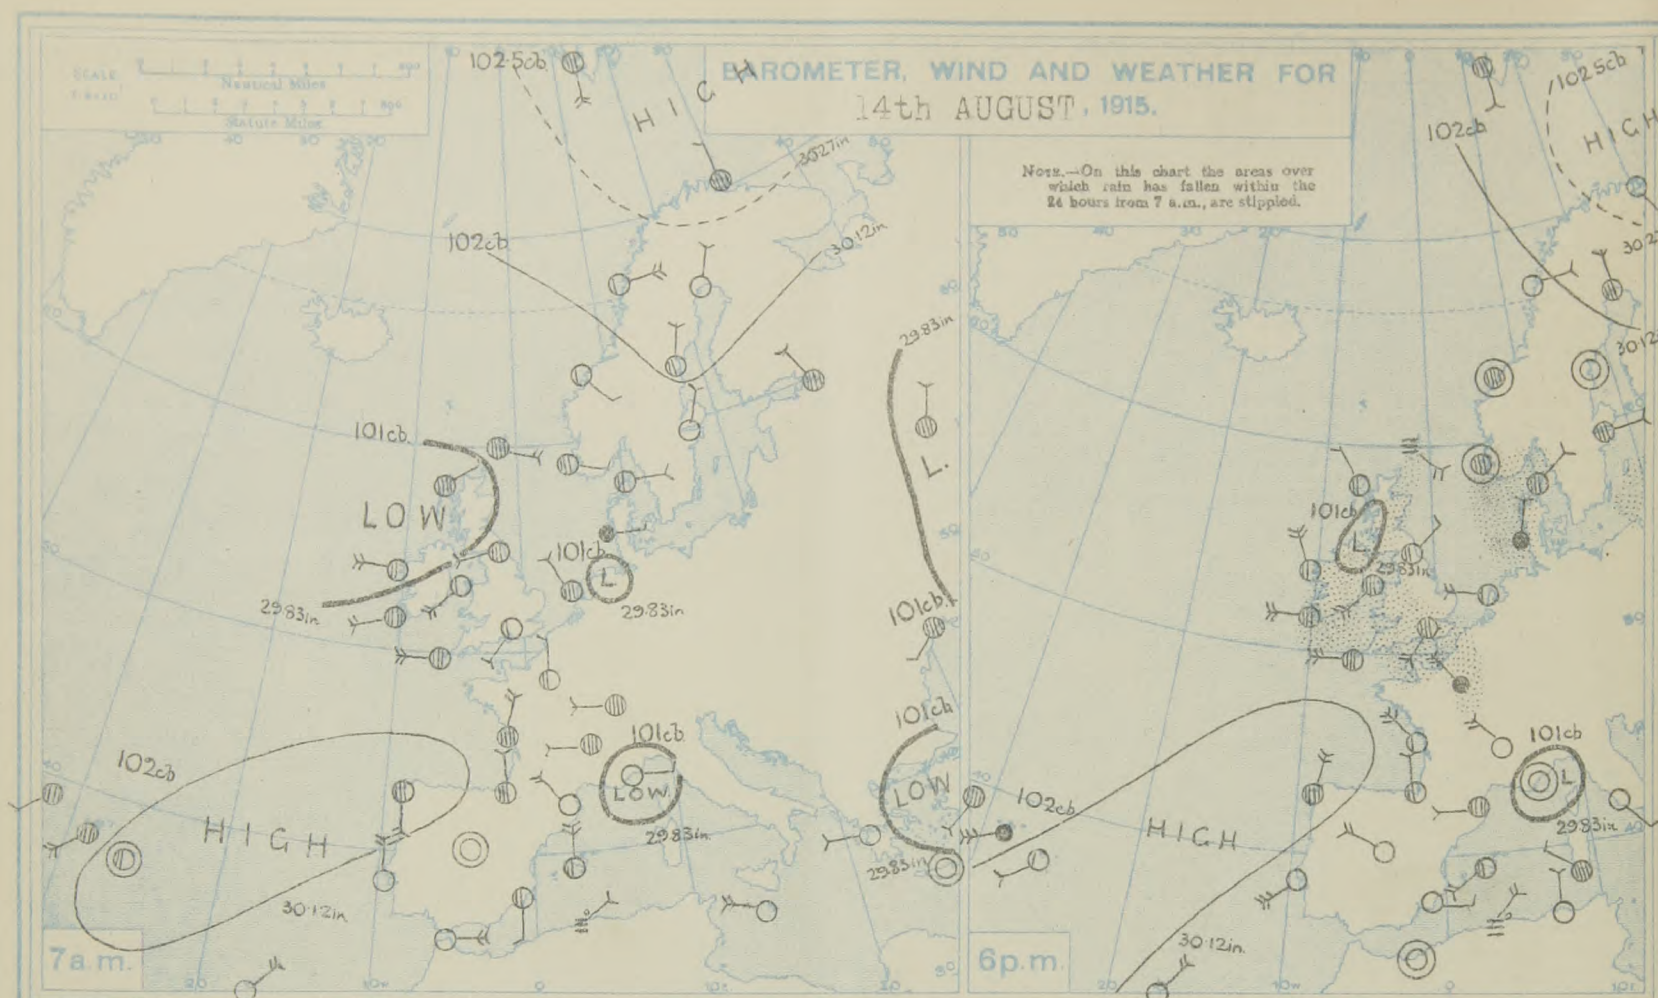 SCALE
Nautical Miles
Statute Miles
BAROMETER, WIND AND WEATHER FOR
14th AUGUST, 1915.
NOTE.—On this chart the areas over
which rain has fallen within the
24 hours from 7 a.m., are stippled.
102.5cb
HIGH
30.27in
102cb
30.12in
101cb.
LOW
29.83in
101cb
L
29.83in
29.83in
L.
101cb.
102cb
HIGH
30.12in
101cb
LOW
29.83in.
101cb
LOW
29.83in
7a.m.
102.5cb
102cb
HIGH
30.12
101cb
L
29.83in
102cb
HIGH
30.12in.
101cb
L
29.83in
6p.m.